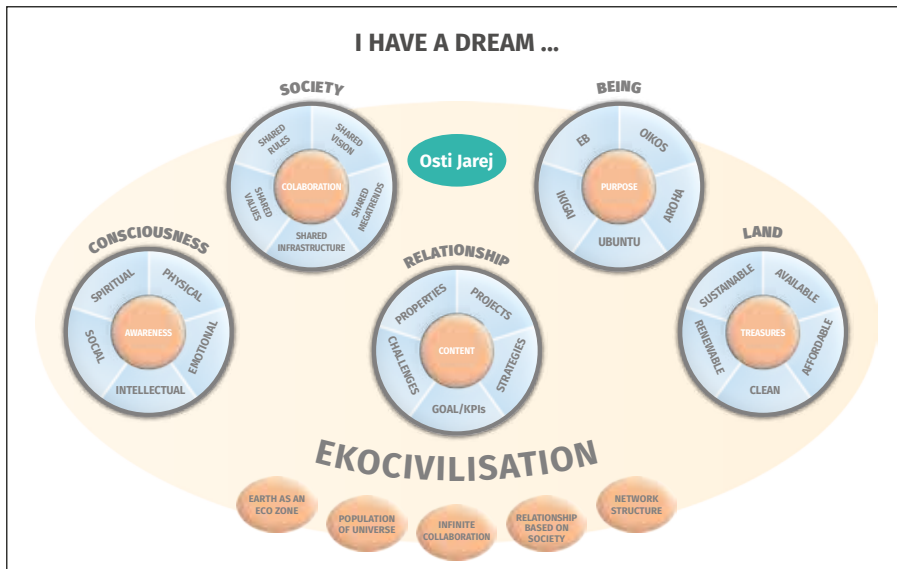 I HAVE A DREAM ...
SOCIETY
SHARED
RULES
SHARED
VISION
SHARED
VALUES
COLABORATION
SHARED
MEGATRENDS
SHARED
INFRASTRUCTURE
Osti Jarej
BEING
EB
OIKOS
IKIGAI
PURPOSE
AROHA
UBUNTU
CONSCIOUSNESS
SPIRITUAL
PHYSICAL
SOCIAL
AWARENESS
EMOTIONAL
INTELLECTUAL
RELATIONSHIP
PROPERTIES
PROJECTS
CHALLENGES
CONTENT
STRATEGIES
GOAL/KPIs
LAND
SUSTAINABLE
AVAILABLE
RENEWABLE
TREASURES
AFFORDABLE
CLEAN
EKOCIVILISATION
EARTH AS AN
ECO ZONE
POPULATION
OF UNIVERSE
INFINITE
COLLABORATION
RELATIONSHIP
BASED ON
SOCIETY
NETWORK
STRUCTURE